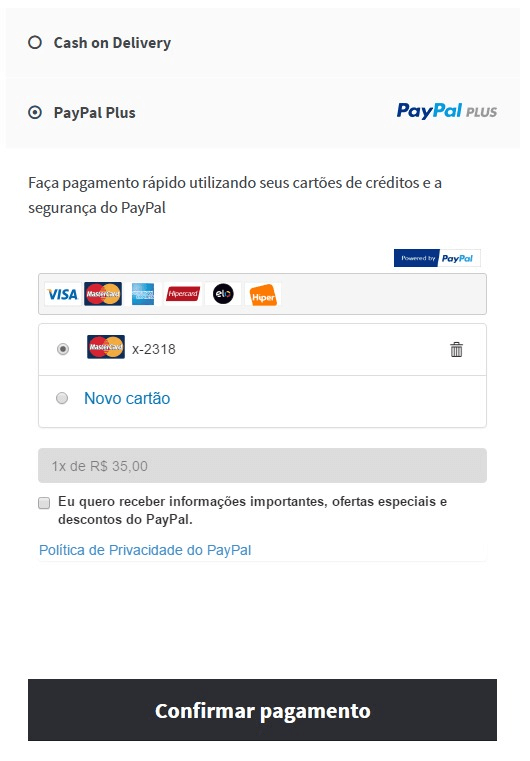 Cash on Delivery
PayPal Plus
PayPal PLUS
Faça pagamento rápido utilizando seus cartões de créditos e a
segurança do PayPal
Powered by PayPal
VISA MasterCard AMERICAN EXPRESS Hipercard elo Hiper
MasterCard x-2318
Novo cartão
1x de R$ 35,00
Eu quero receber informações importantes, ofertas especiais e
descontos do PayPal.
Política de Privacidade do PayPal
Confirmar pagamento